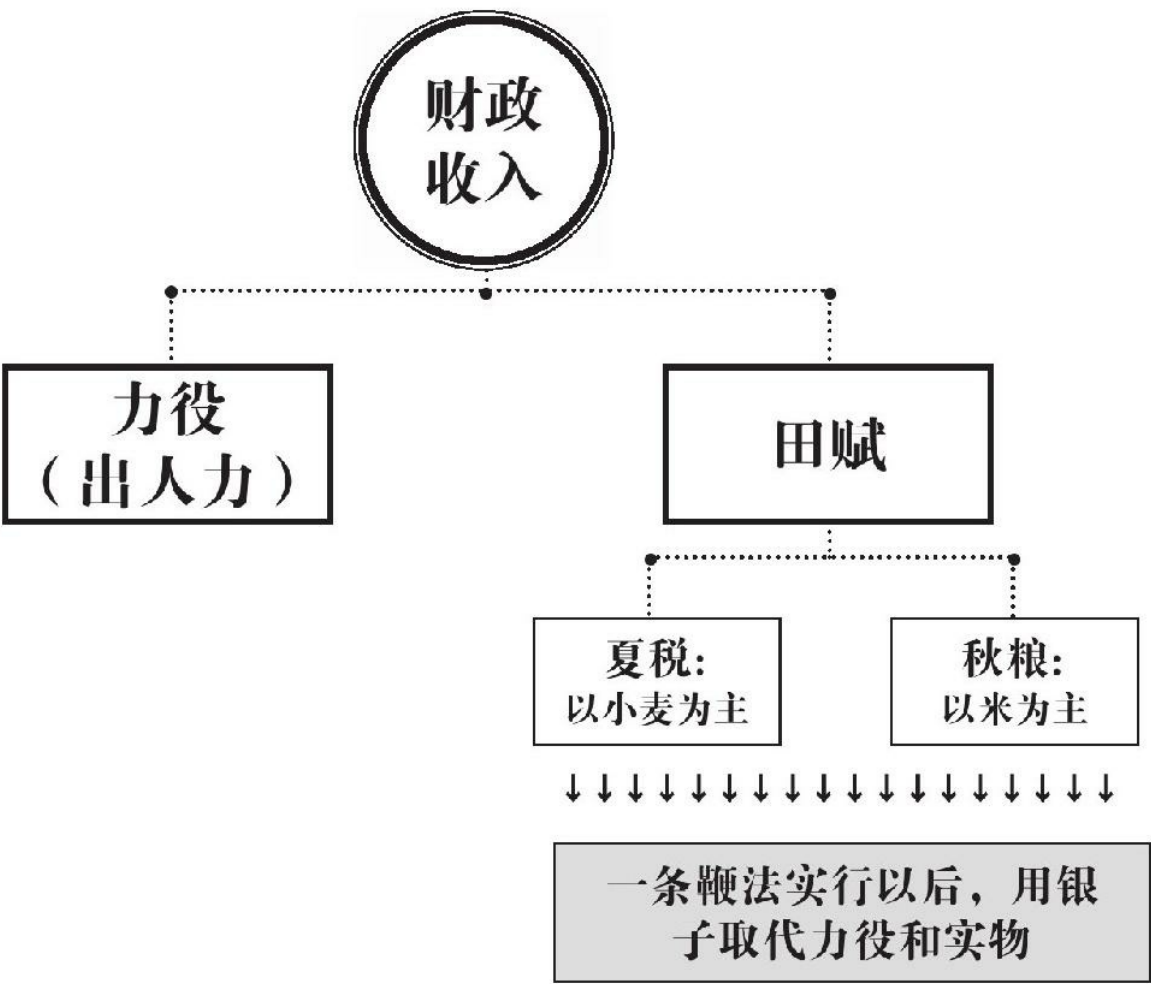 财政
收入
力役
（出人力）
田赋
夏税：
以小麦为主
秋粮：
以米为主
一条鞭法实行以后，用银
子取代力役和实物